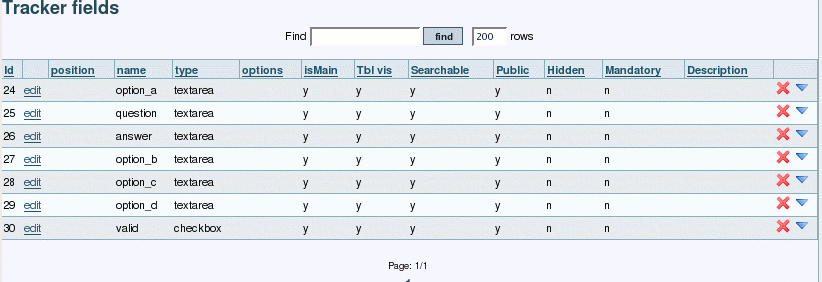 Tracker fields
Find find 200 rows
Id position name type options isMain Tbl vis Searchable Public Hidden Mandatory Description
24 edit option_a textarea y y y y n n
25 edit question textarea y y y y n n
26 edit answer textarea y y y y n n
27 edit option_b textarea y y y y n n
28 edit option_c textarea y y y y n n
29 edit option_d textarea y y y y n n
30 edit valid checkbox y y y y n n
Page: 1/1